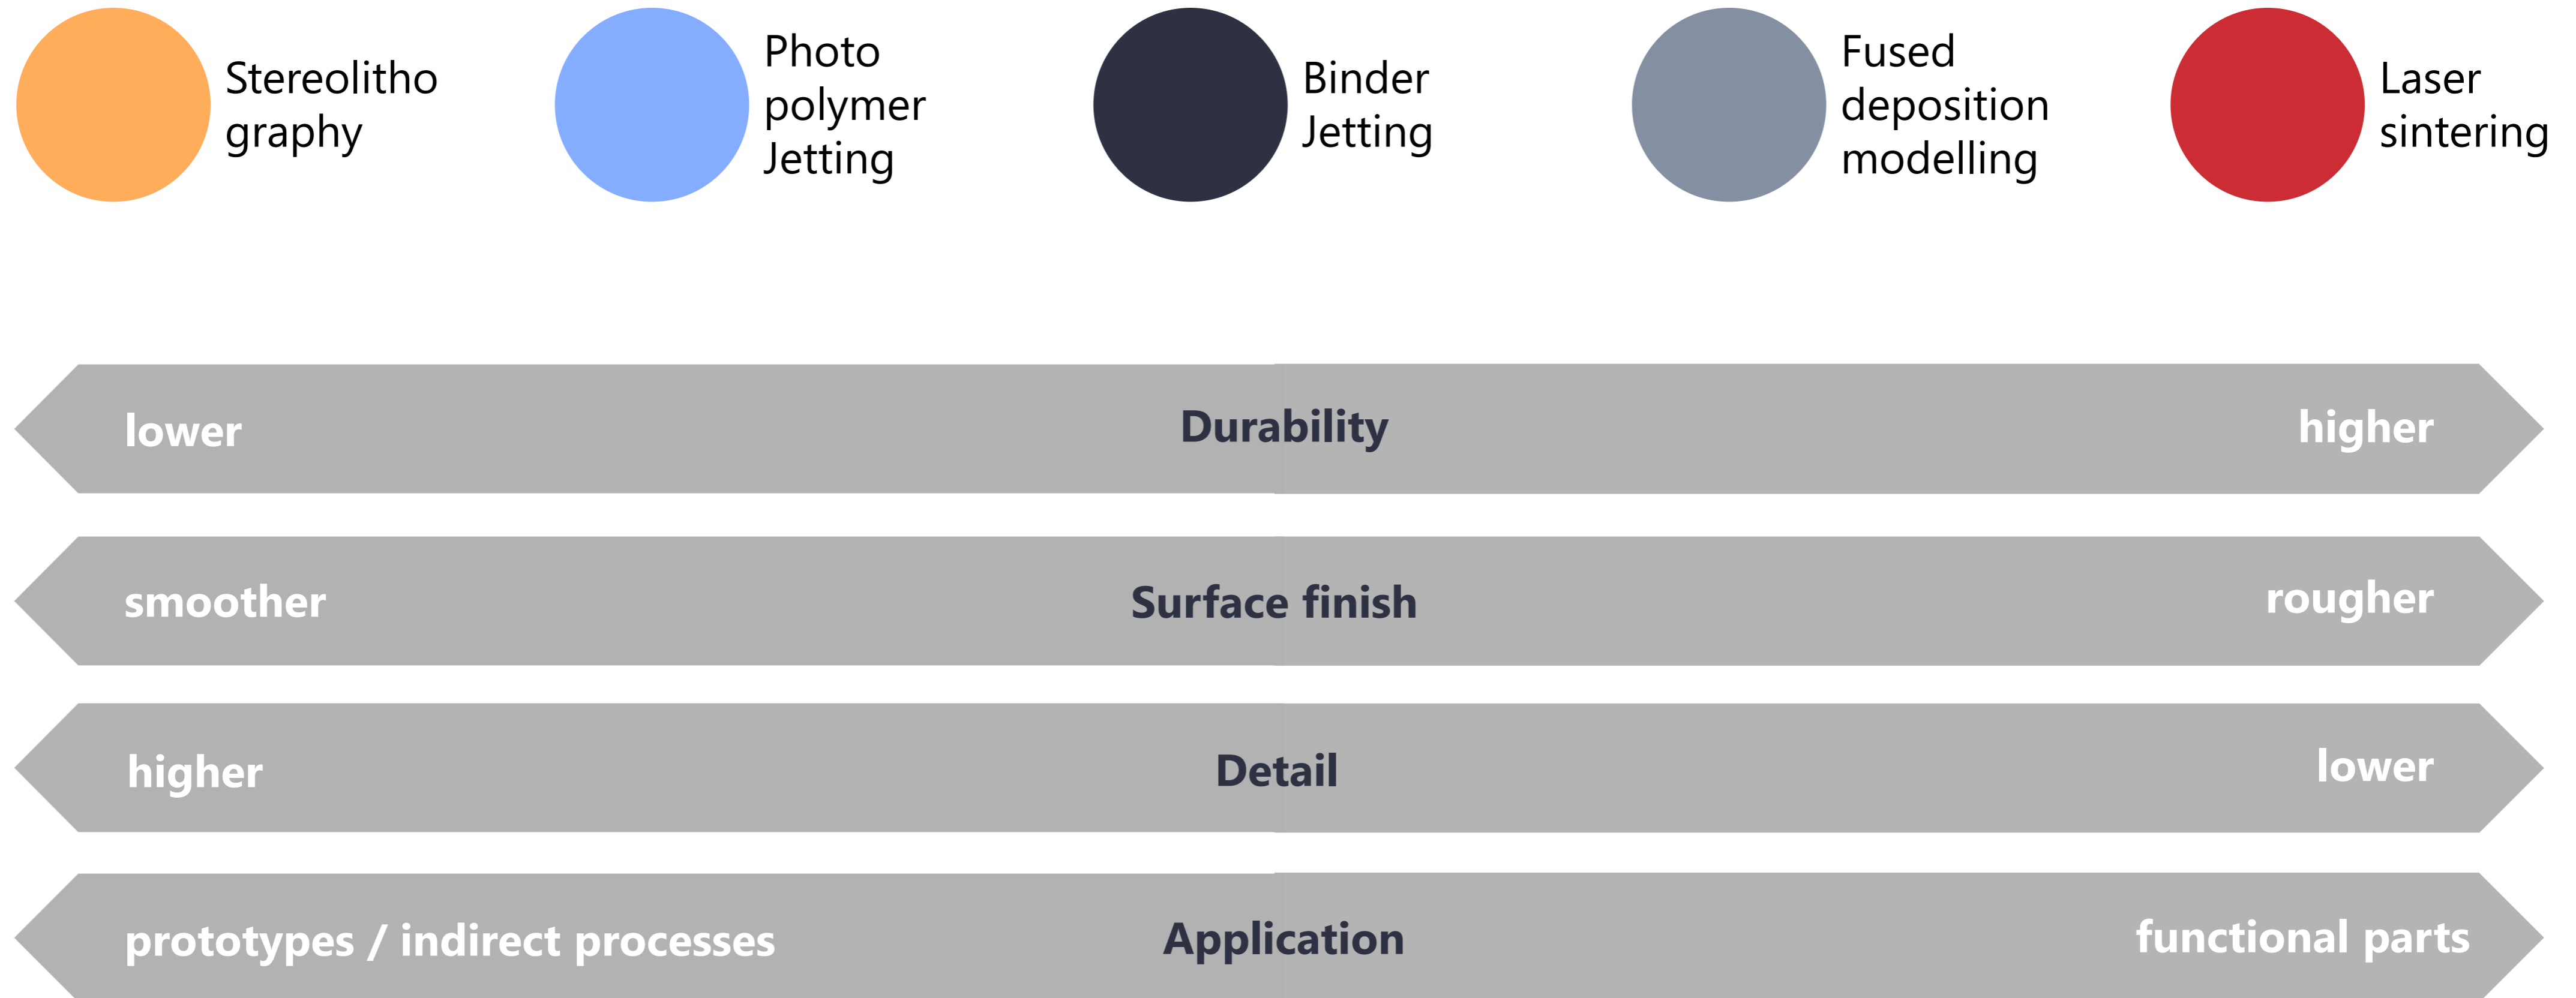 Stereolitho
graphy
Photo
polymer
Jetting
Binder
Jetting
Fused
deposition
modelling
Laser
sintering
lower Durability higher
smoother Surface finish rougher
higher Detail lower
prototypes / indirect processes Application functional parts